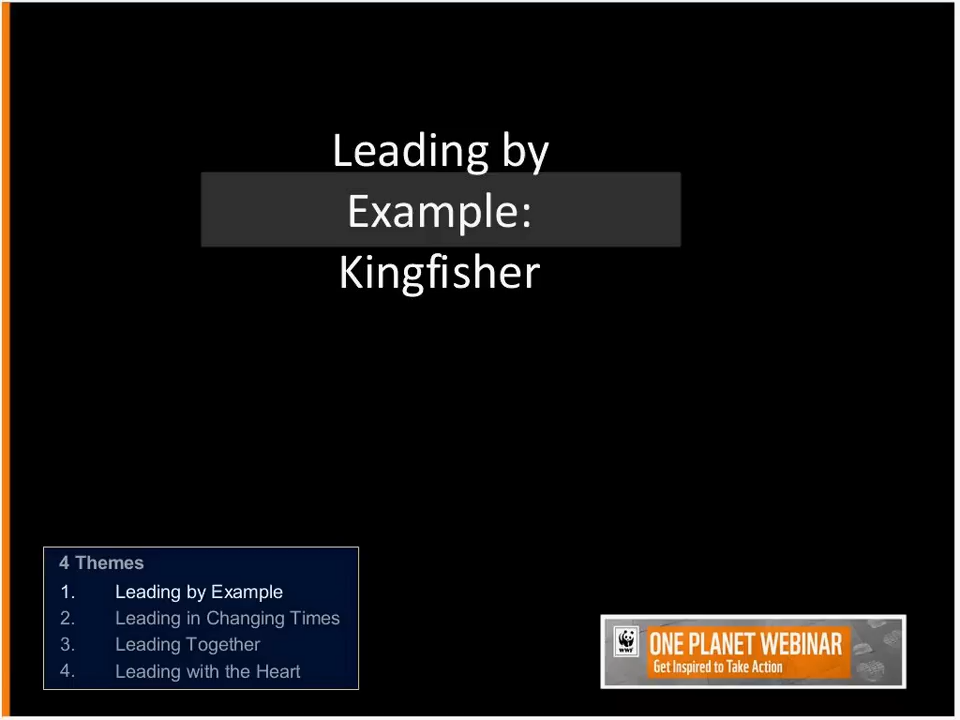 Leading by
Example:
Kingfisher
4 Themes
1. Leading by Example
2. Leading in Changing Times
3. Leading Together
4. Leading with the Heart
WWF
ONE PLANET WEBINAR
Get Inspired to Take Action